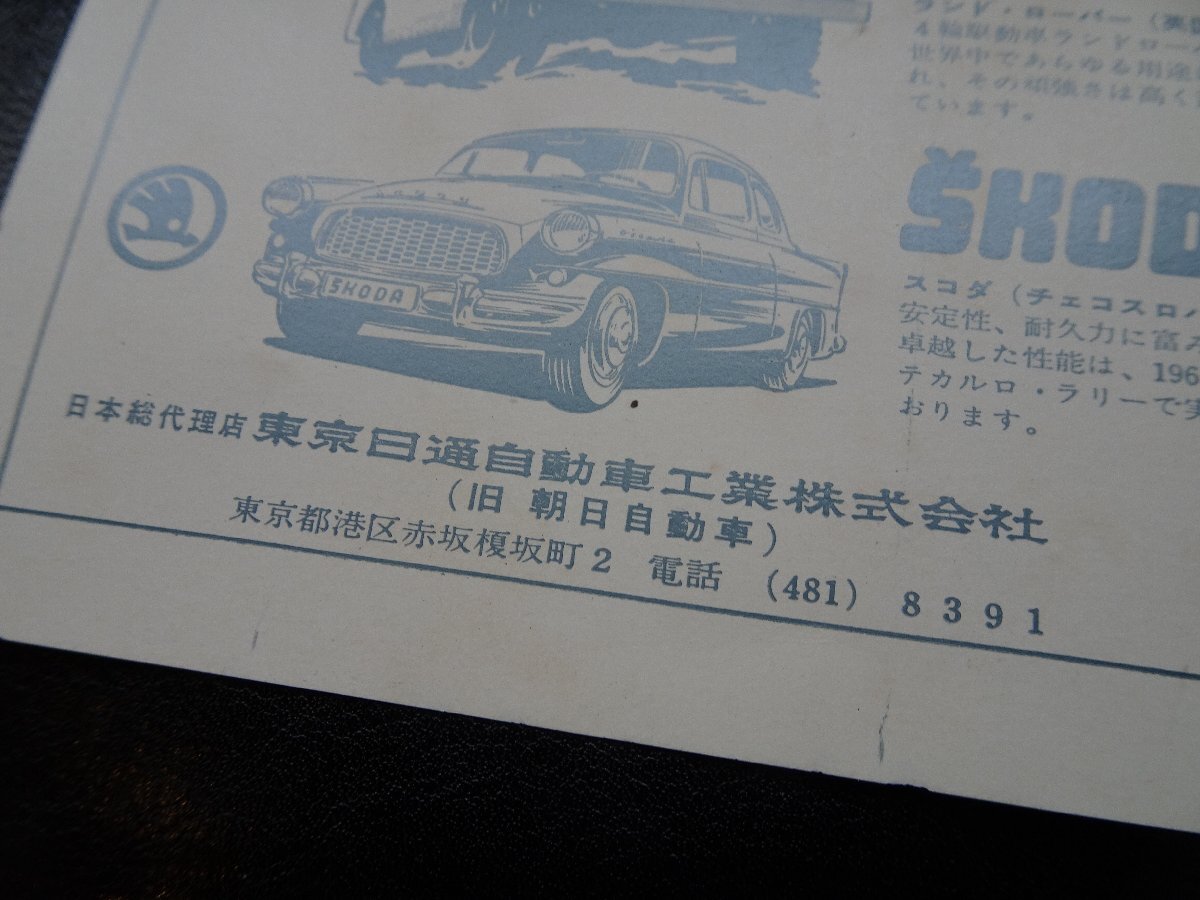 ランド・ローバー（英
4輪駆動車ランドロー
世界中であらゆる用途
れ、その頑強さは高く
ています。
ŠKOD
スコダ（チェコスロ
安定性、耐久力に富み
卓越した性能は、196
テカルロ・ラリーで実
おります。
SKODA
日本総代理店 東京日通自動車工業株式会社
（旧 朝日自動車）
東京都港区赤坂榎坂町2 電話 (481) 8391